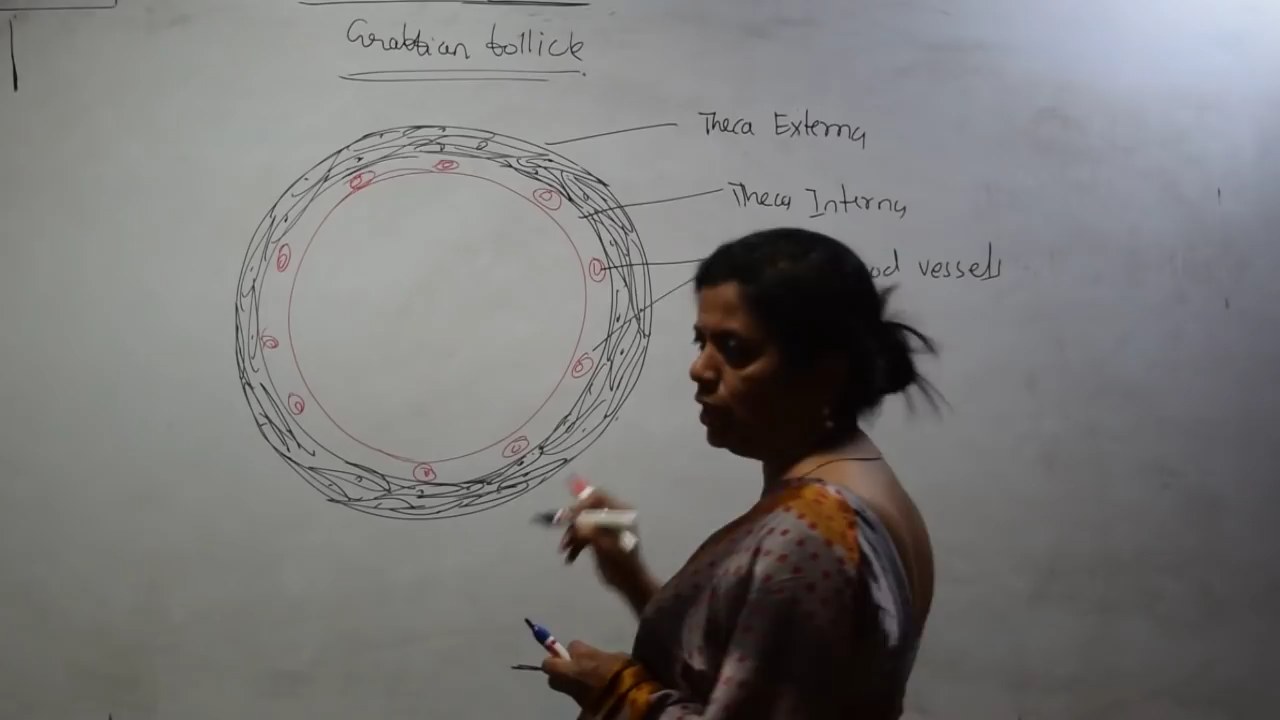 Graafian follicle
Theca Externa
Theca Interna
vessels